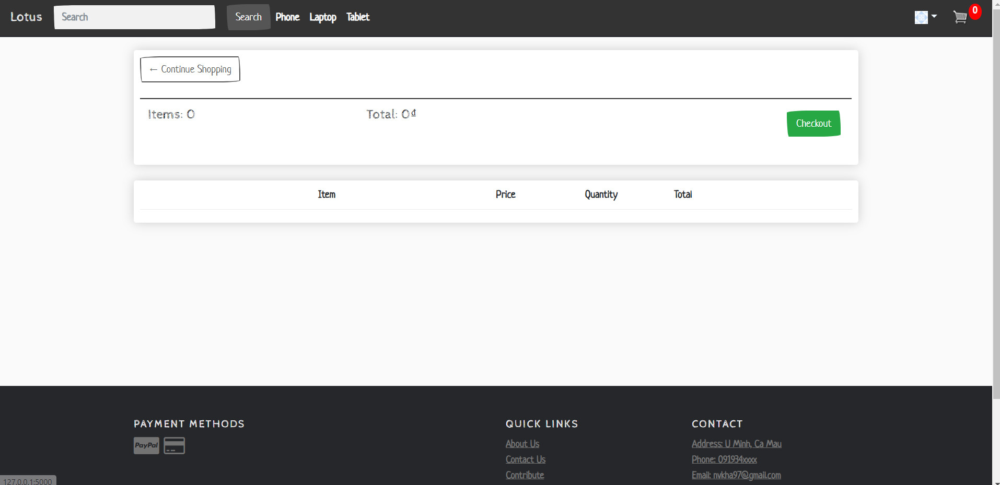 Lotus Search Search Phone Laptop Tablet 0
← Continue Shopping
Items: 0 Total: 0₫ Checkout
Item Price Quantity Total
PAYMENT METHODS QUICK LINKS CONTACT
PayPal About Us Address: U Minh, Ca Mau
Contact Us Phone: 091934xxxx
Contribute Email: nvkha97@gmail.com
127.0.0.1:5000